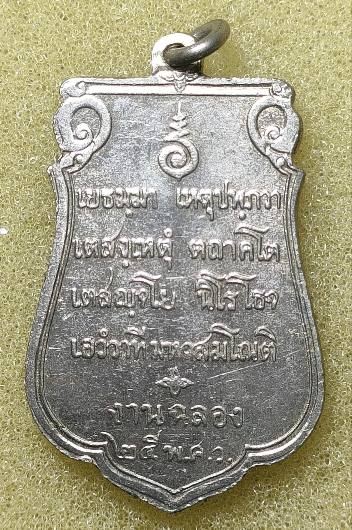 เยธมฺมา เหตุปฺปภวา
เตสงฺเหตุํ ตถาคโต
เตสญฺจโย นิโรโธจ
เอวํวาทีมหาสมโณติ
งานฉลอง
๒๕ พ.ศ.ว.